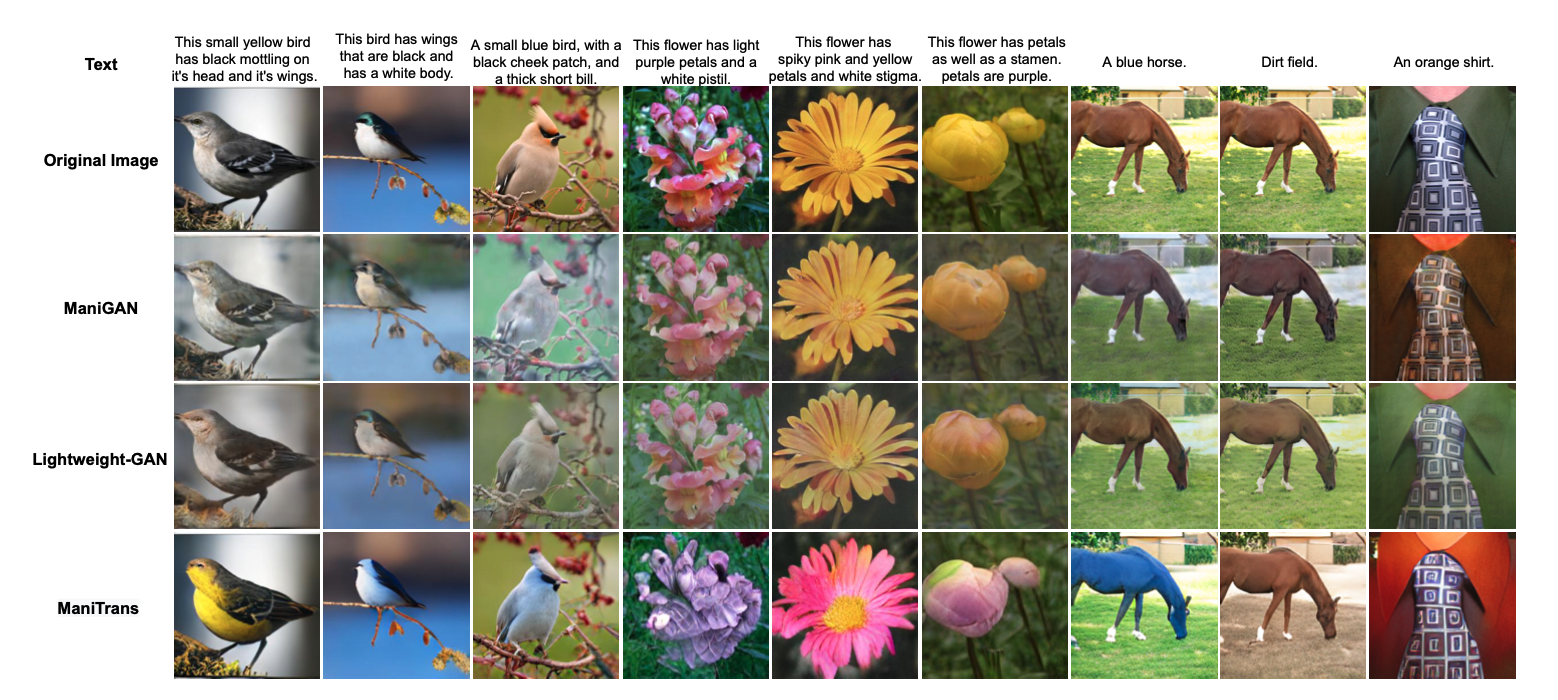 Text
This small yellow bird
has black mottling on
it's head and it's wings.
This bird has wings
that are black and
has a white body.
A small blue bird, with a
black cheek patch, and
a thick short bill.
This flower has light
purple petals and a
white pistil.
This flower has
spiky pink and yellow
petals and white stigma.
This flower has petals
as well as a stamen.
petals are purple.
A blue horse.
Dirt field.
An orange shirt.
Original Image
ManiGAN
Lightweight-GAN
ManiTrans